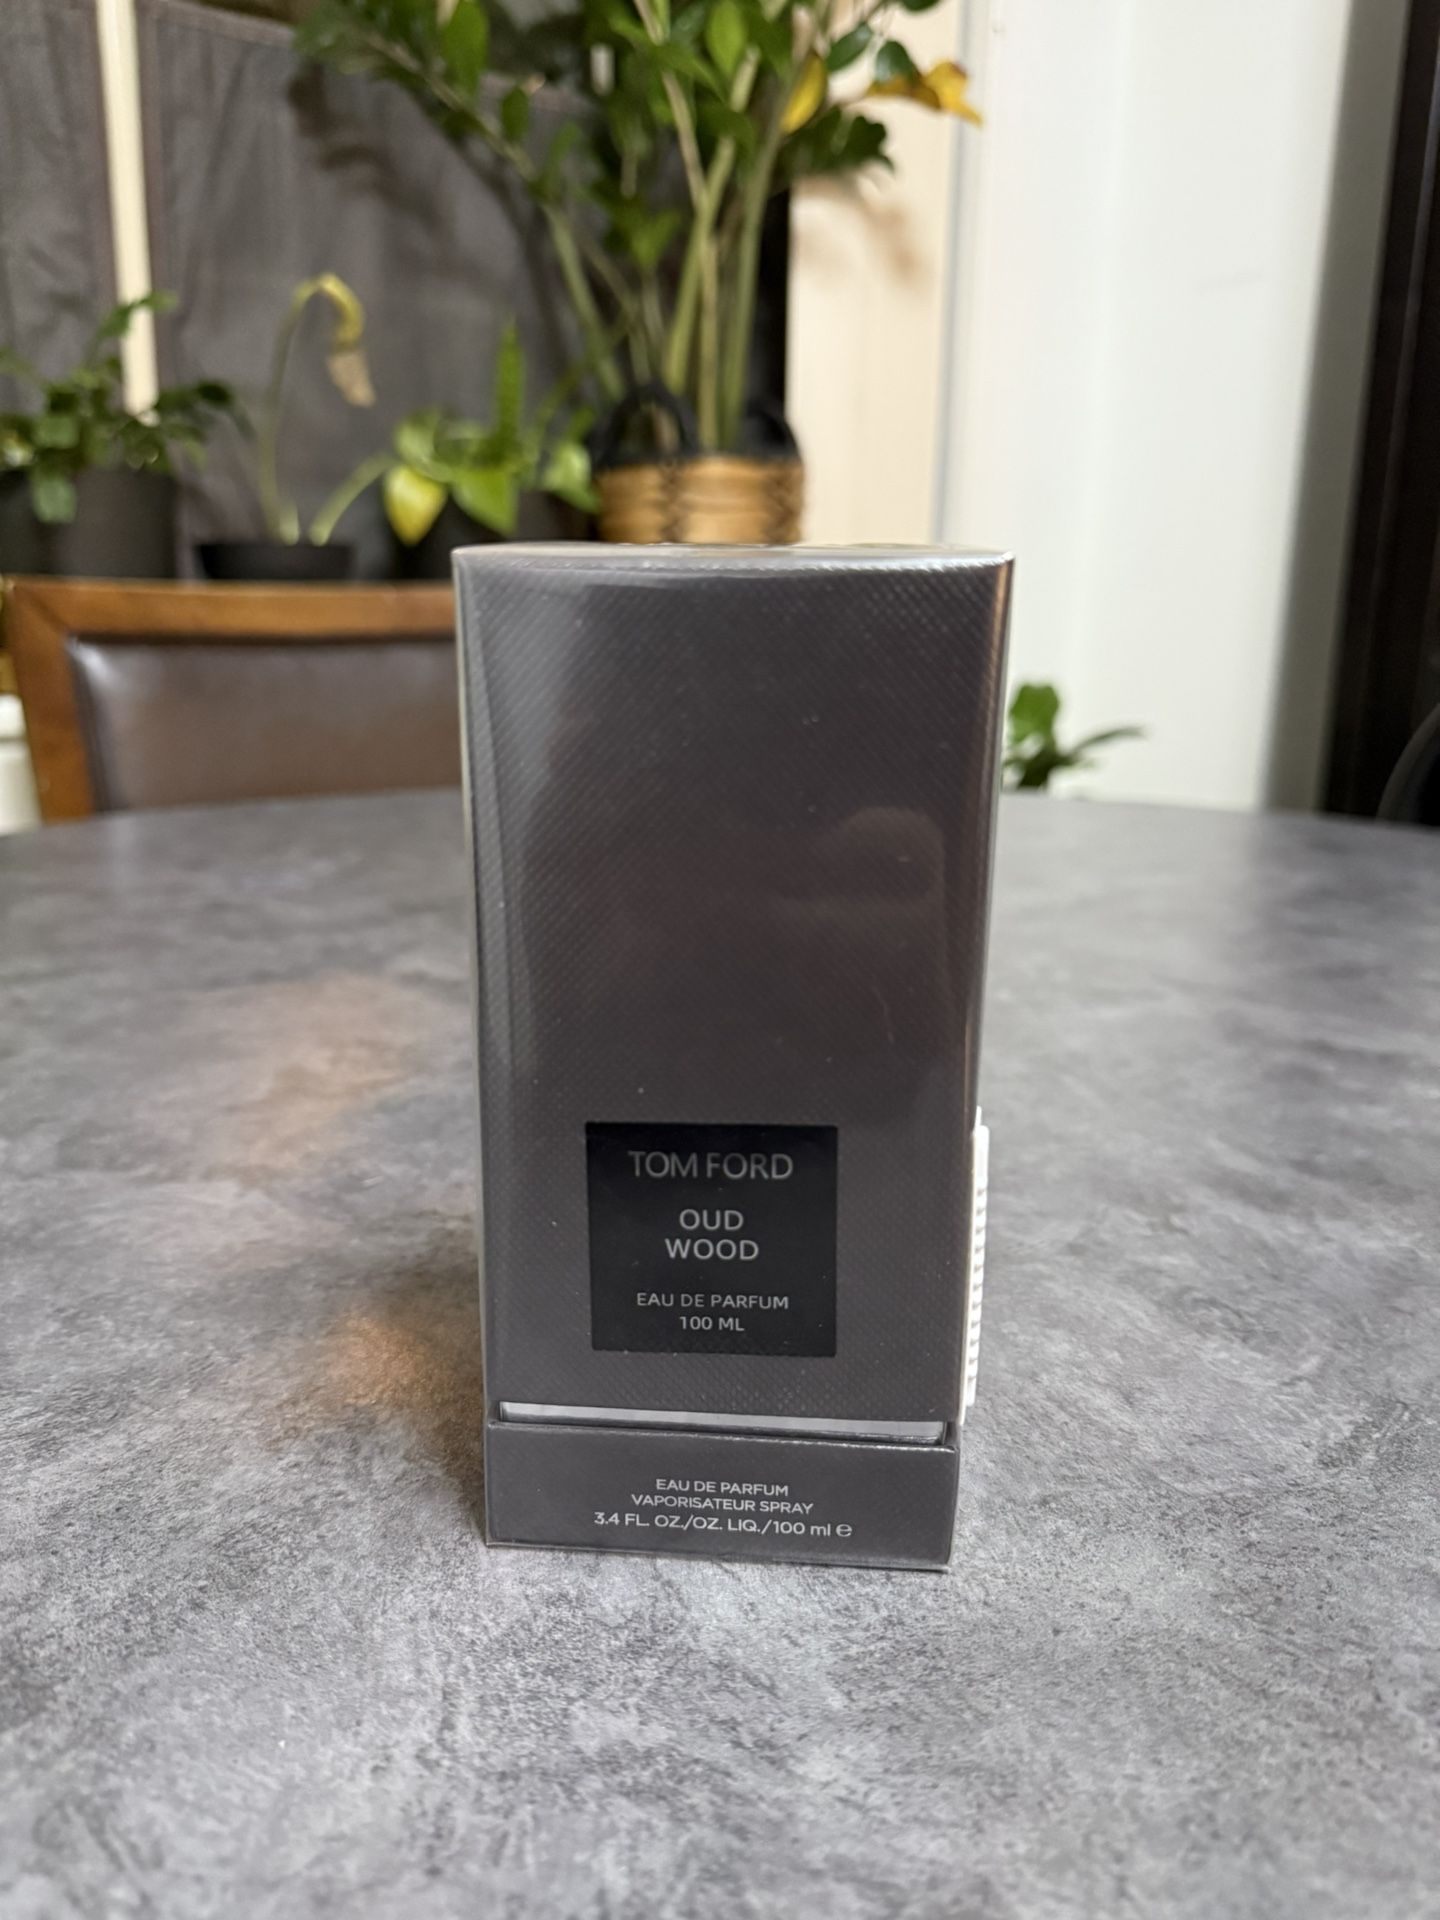 TOM FORD
OUD
WOOD
EAU DE PARFUM
100 ML
EAU DE PARFUM
VAPORISATEUR SPRAY
3.4 FL. OZ./OZ. LIQ./100 ml ℮